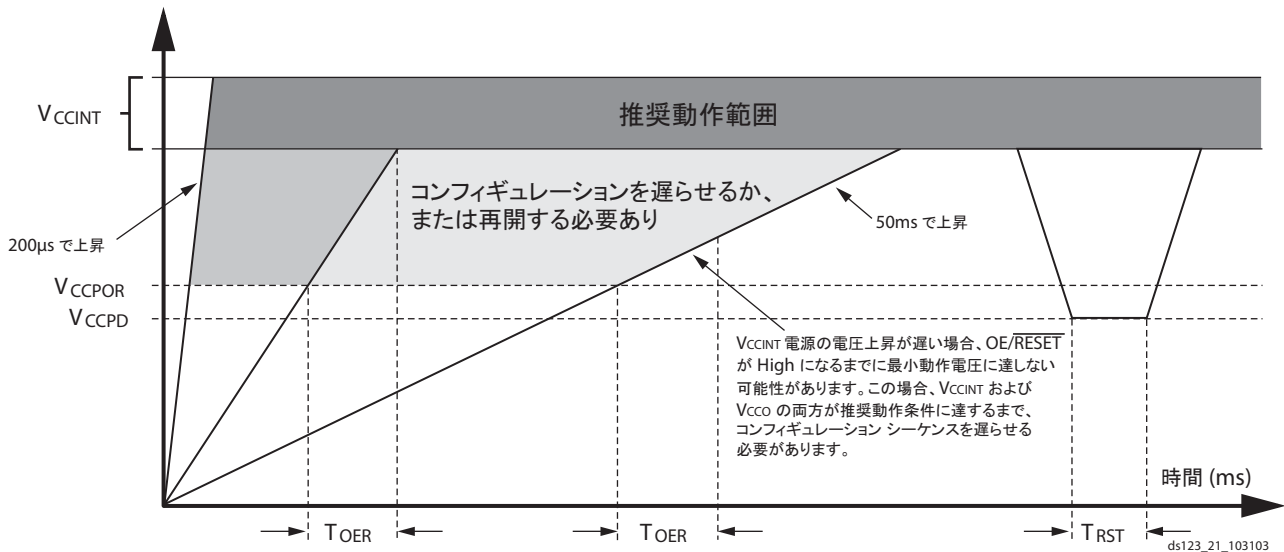 VCCINT
推奨動作範囲
コンフィギュレーションを遅らせるか、
または再開する必要あり
200µs で上昇
50ms で上昇
VCCPOR
VCCPD
VCCINT 電源の電圧上昇が遅い場合、OE/RESET
が High になるまでに最小動作電圧に達しない
可能性があります。この場合、VCCINT および
VCCO の両方が推奨動作条件に達するまで、
コンフィギュレーション シーケンスを遅らせる
必要があります。
時間 (ms)
TOER
TOER
TRST
ds123_21_103103